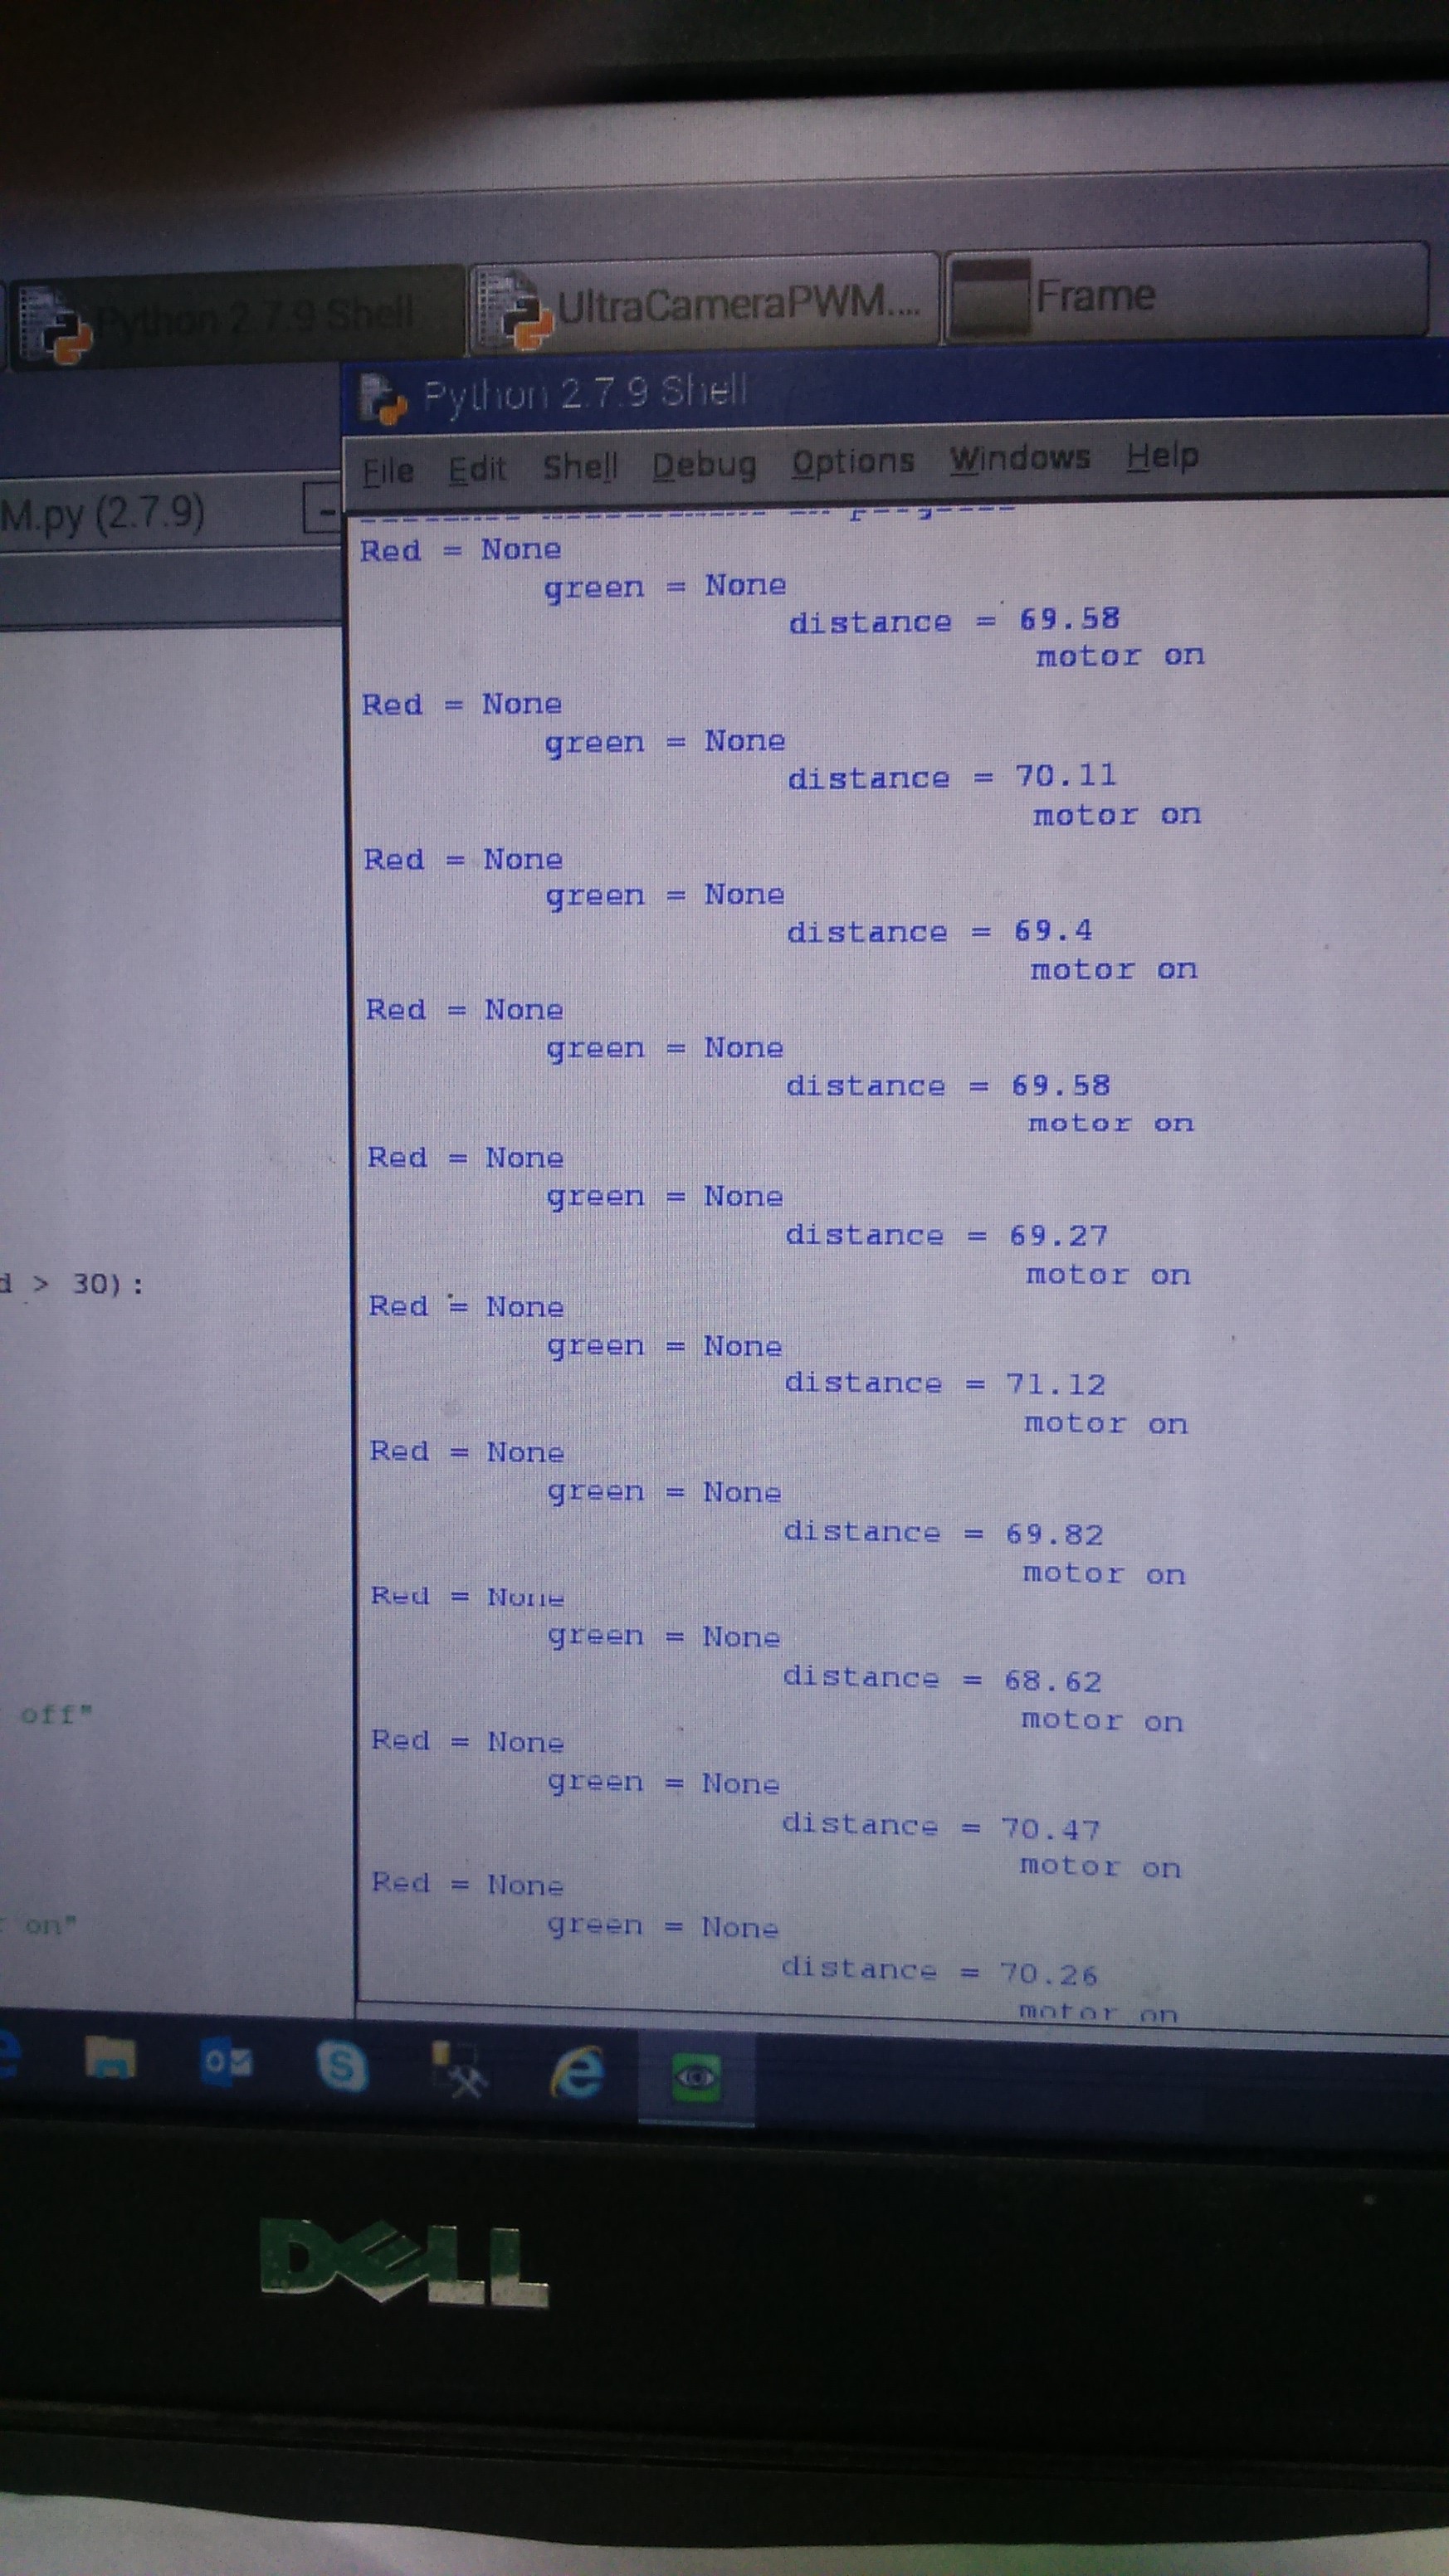 Python 2.7.9 Shell
UltraCameraPWM....
Frame
Python 2.7.9 Shell
File Edit Shell Debug Options Windows Help
M.py (2.7.9)
Red = None
green = None
distance = 69.58
motor on
Red = None
green = None
distance = 70.11
motor on
Red = None
green = None
distance = 69.4
motor on
Red = None
green = None
distance = 69.58
motor on
Red = None
green = None
distance = 69.27
motor on
d > 30):
Red = None
green = None
distance = 71.12
motor on
Red = None
green = None
distance = 69.82
motor on
Red = None
green = None
distance = 68.62
motor on
off"
Red = None
green = None
distance = 70.47
motor on
Red = None
green = None
on"
distance = 70.26
motor on
DELL